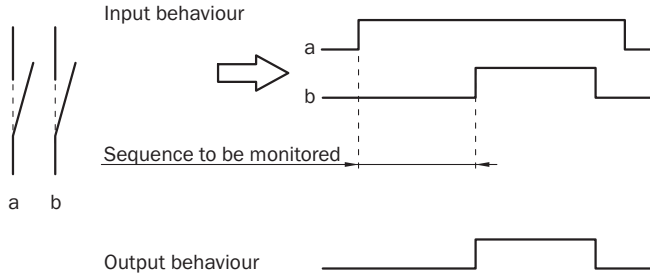 Input behaviour
a
b
Sequence to be monitored
a b
Output behaviour